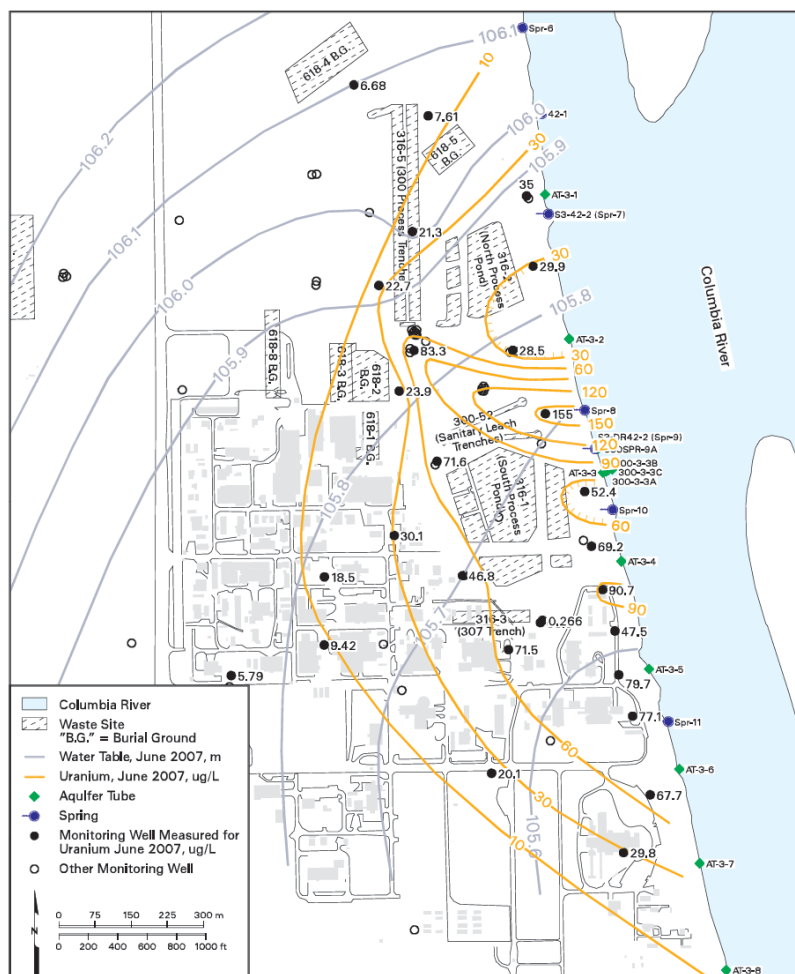 Spr-6
106.1
10
618-4 B.G.
6.68
106.2
7.61
42-1
106.0
30
316-5 (300 Process Trenches)
618-5
B.G.
105.9
35
AT-3-1
S3-42-2 (Spr-7)
21.3
106.1
316-2
(North Process
Pond)
30
29.9
Columbia River
22.7
106.0
105.8
618-8 B.G.
618-3 B.G.
618-2
B.G.
83.3
28.5
AT-3-2
30
60
105.9
23.9
120
618-1 B.G.
300-52
(Sanitary Leach
Trenches)
155
Spr-8
150
S3-DR42-2 (Spr-9)
120
SPR-9A
90
71.6
300-3-3B
AT-3-3
300-3-3C
300-3-3A
105.8
316-1
(South Process
Pond)
52.4
Spr-10
60
30.1
69.2
AT-3-4
18.5
46.8
90.7
90
105.7
0.266
316-3
(307 Trench)
47.5
9.42
71.5
AT-3-5
5.79
79.7
77.1
Spr-11
60
20.1
AT-3-6
30
67.7
10
105.6
29.8
AT-3-7
AT-3-8
Columbia River
Waste Site
"B.G." = Burial Ground
Water Table, June 2007, m
Uranium, June 2007, ug/L
Aquifer Tube
Spring
Monitoring Well Measured for
Uranium June 2007, ug/L
Other Monitoring Well
N
0 75 150 300 m
0 200 400 600 1000 ft